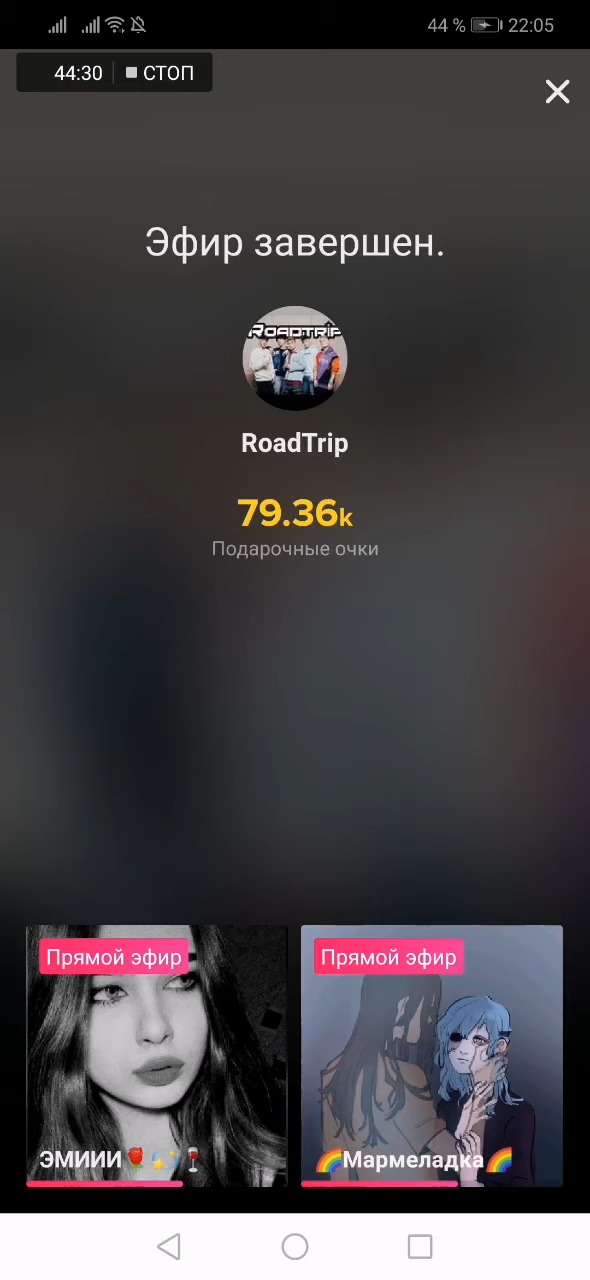 44 % 22:05
44:30 СТОП
Эфир завершен.
ROADTRIP
RoadTrip
79.36k
Подарочные очки
Прямой эфир
Прямой эфир
ЭМИИИ🌹💫🍷
🌈Мармеладка🌈